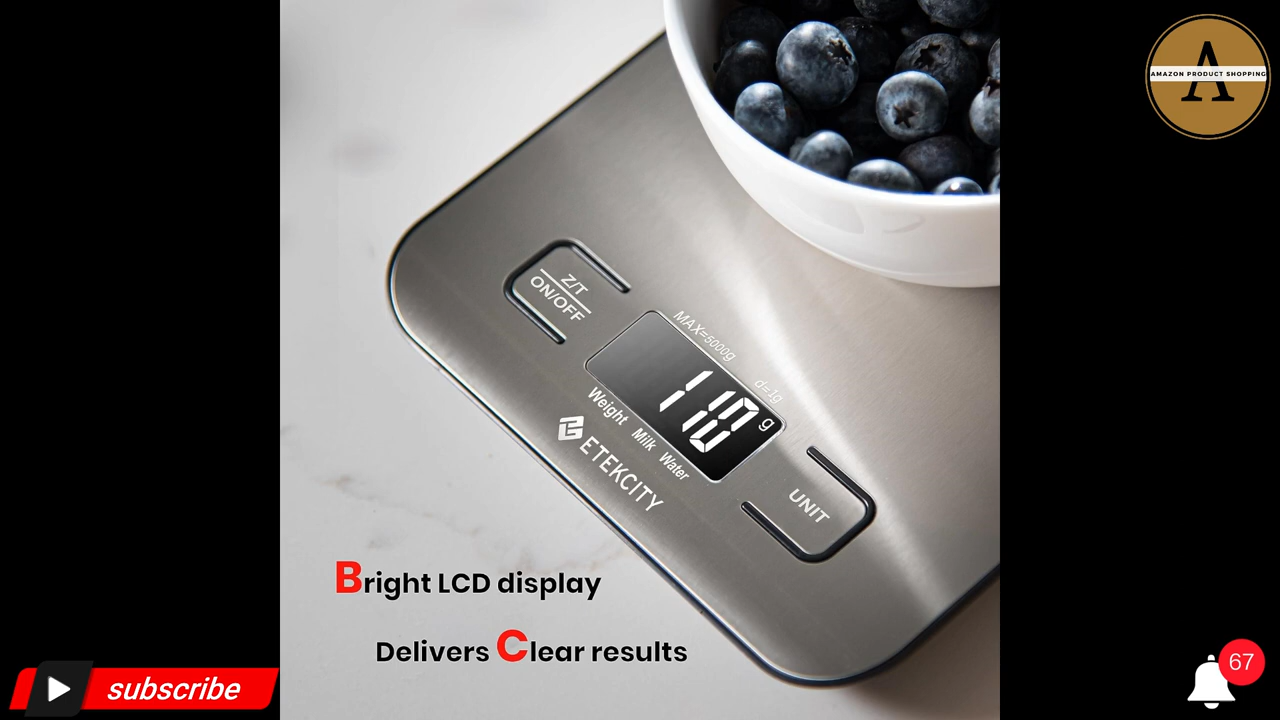 AMAZON PRODUCT SHOPPING
A
Z/T
ON/OFF
MAX=5000g
d=1g
110 g
Weight Milk Water
ETEKCITY
UNIT
Bright LCD display
Delivers Clear results
subscribe
67